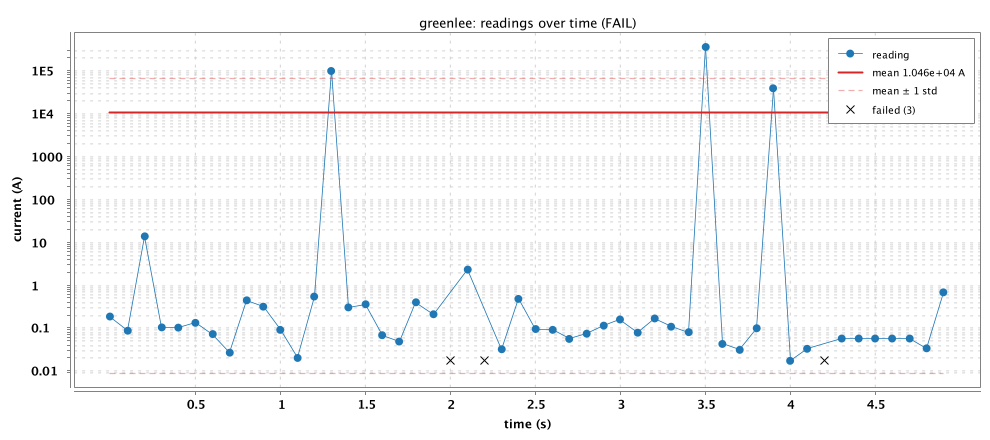 greenlee: readings over time (FAIL)
reading
mean 1.046e+04 A
mean ± 1 std
failed (3)
current (A)
1E5
1E4
1000
100
10
1
0.1
0.01
0.5 1 1.5 2 2.5 3 3.5 4 4.5
time (s)